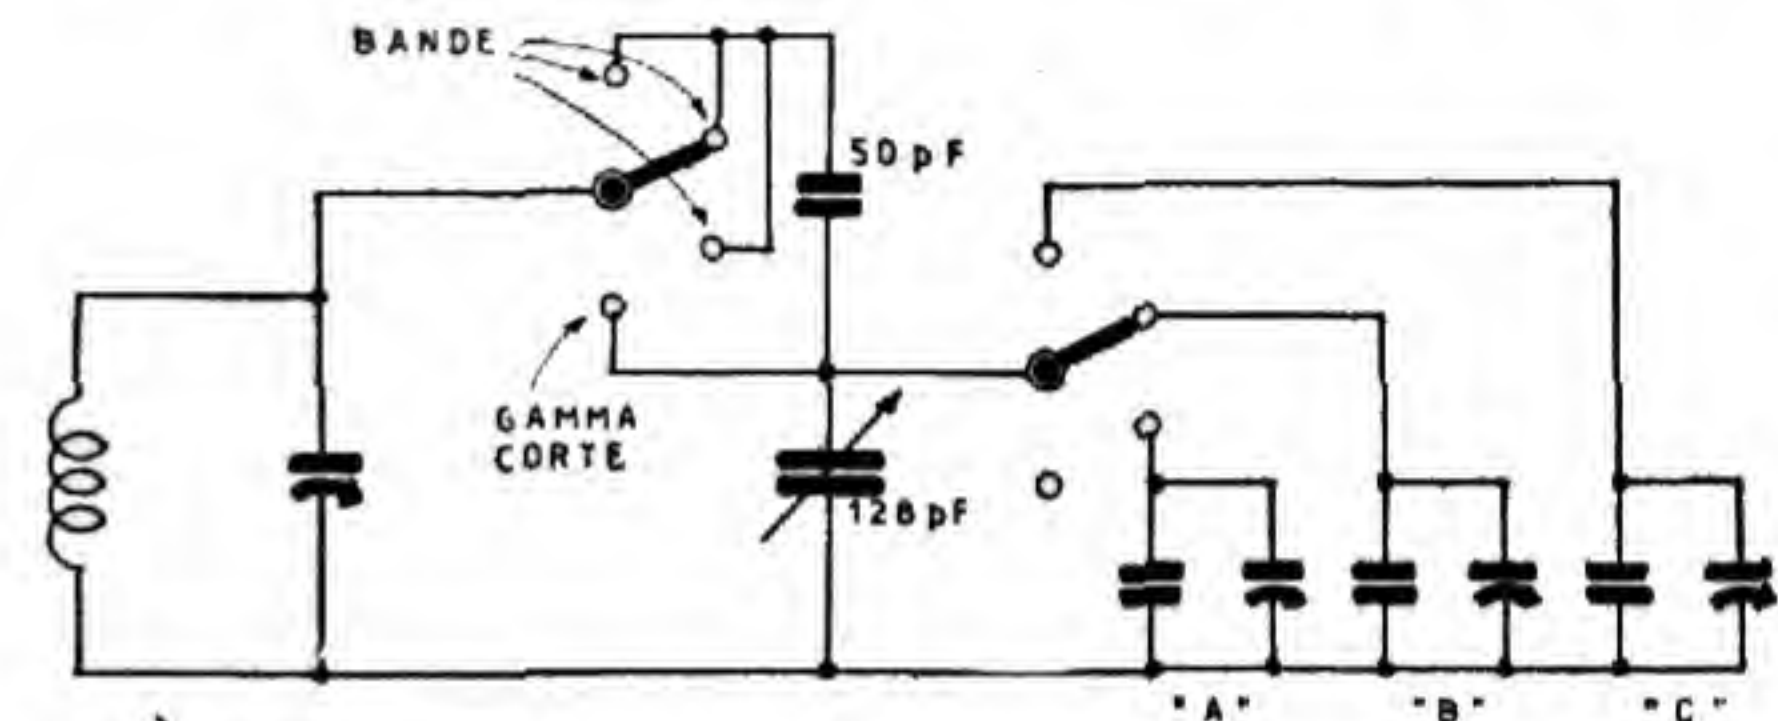 BANDE
50 pF
GAMMA
CORTE
128 pF
"A" "B" "C"